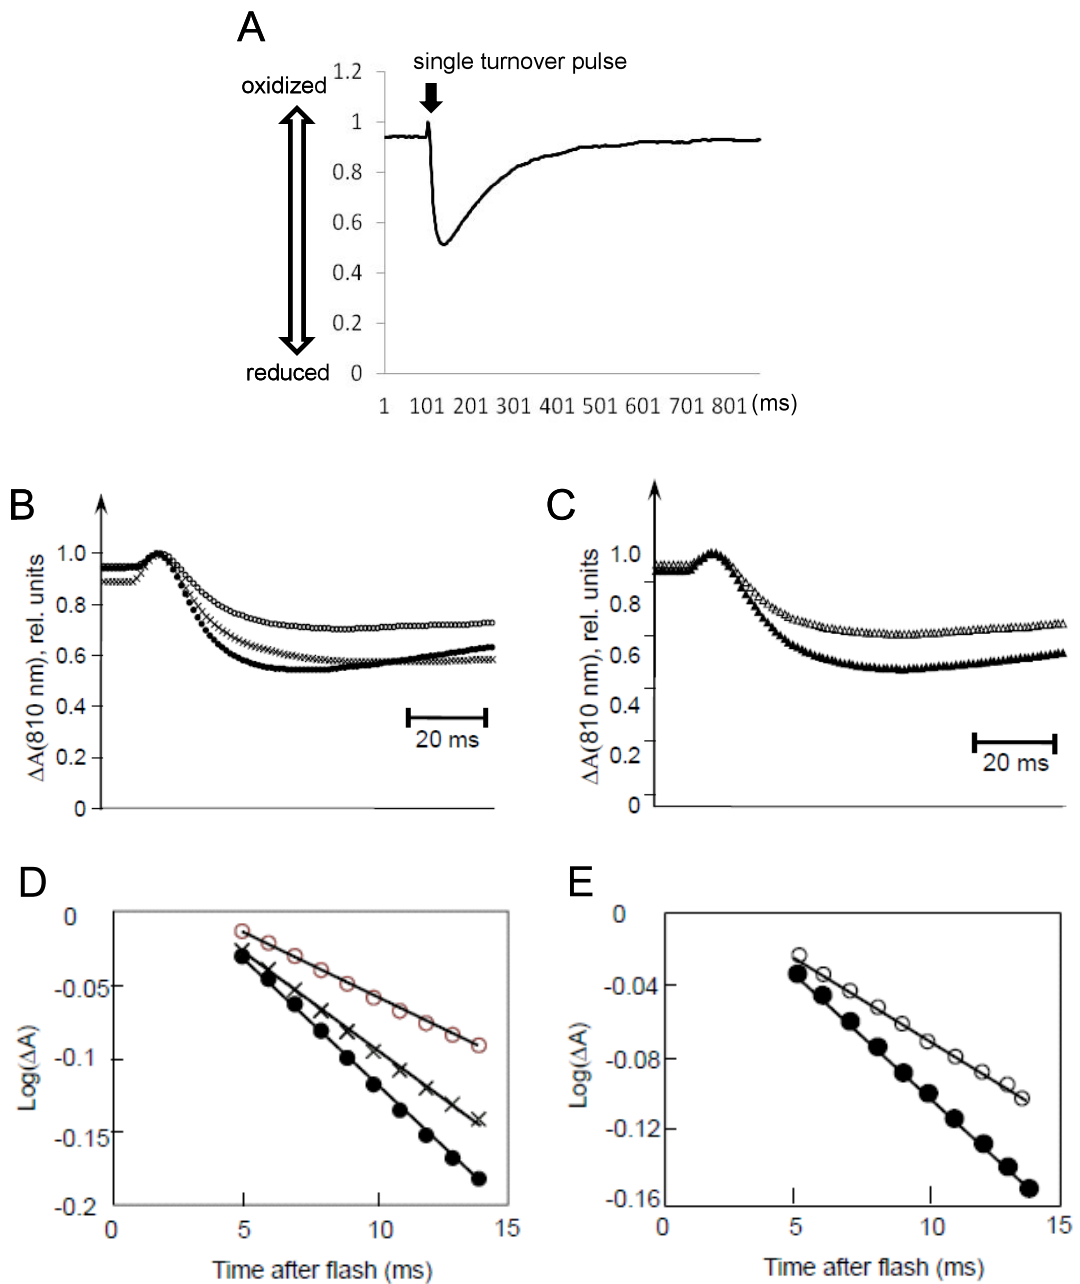 A
single turnover pulse
oxidized
reduced
1.2
1
0.8
0.6
0.4
0.2
0
1 101 201 301 401 501 601 701 801 (ms)
B
ΔA(810 nm), rel. units
1.0
0.8
0.6
0.4
0.2
0
20 ms
C
ΔA(810 nm), rel. units
1.0
0.8
0.6
0.4
0.2
0
20 ms
D
Log(ΔA)
0
-0.05
-0.1
-0.15
-0.2
0 5 10 15
Time after flash (ms)
E
Log(ΔA)
0
-0.04
-0.08
-0.12
-0.16
0 5 10 15
Time after flash (ms)